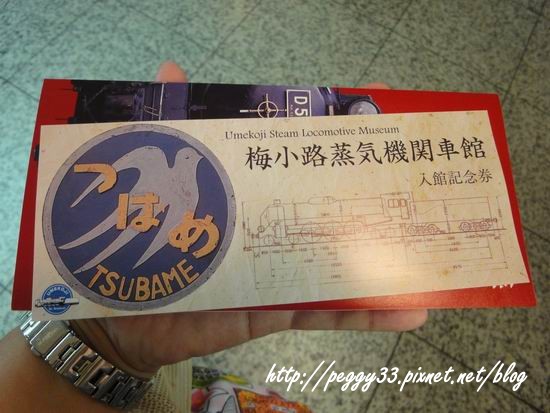 D5
Umekoji Steam Locomotive Museum
梅小路蒸気機関車館
入館記念券
つばめ
TSUBAME
UMEKOJI
http://peggy33.pixnet.net/blog